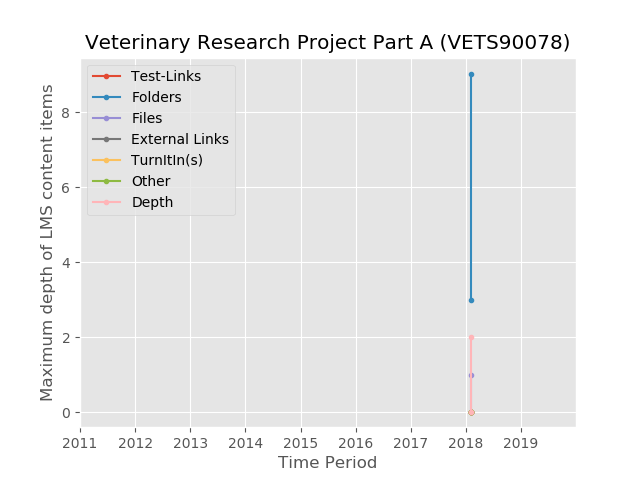 Veterinary Research Project Part A (VETS90078)
Test-Links
Folders
Files
External Links
TurnItIn(s)
Other
Depth
Maximum depth of LMS content items
8
6
4
2
0
2011 2012 2013 2014 2015 2016 2017 2018 2019
Time Period